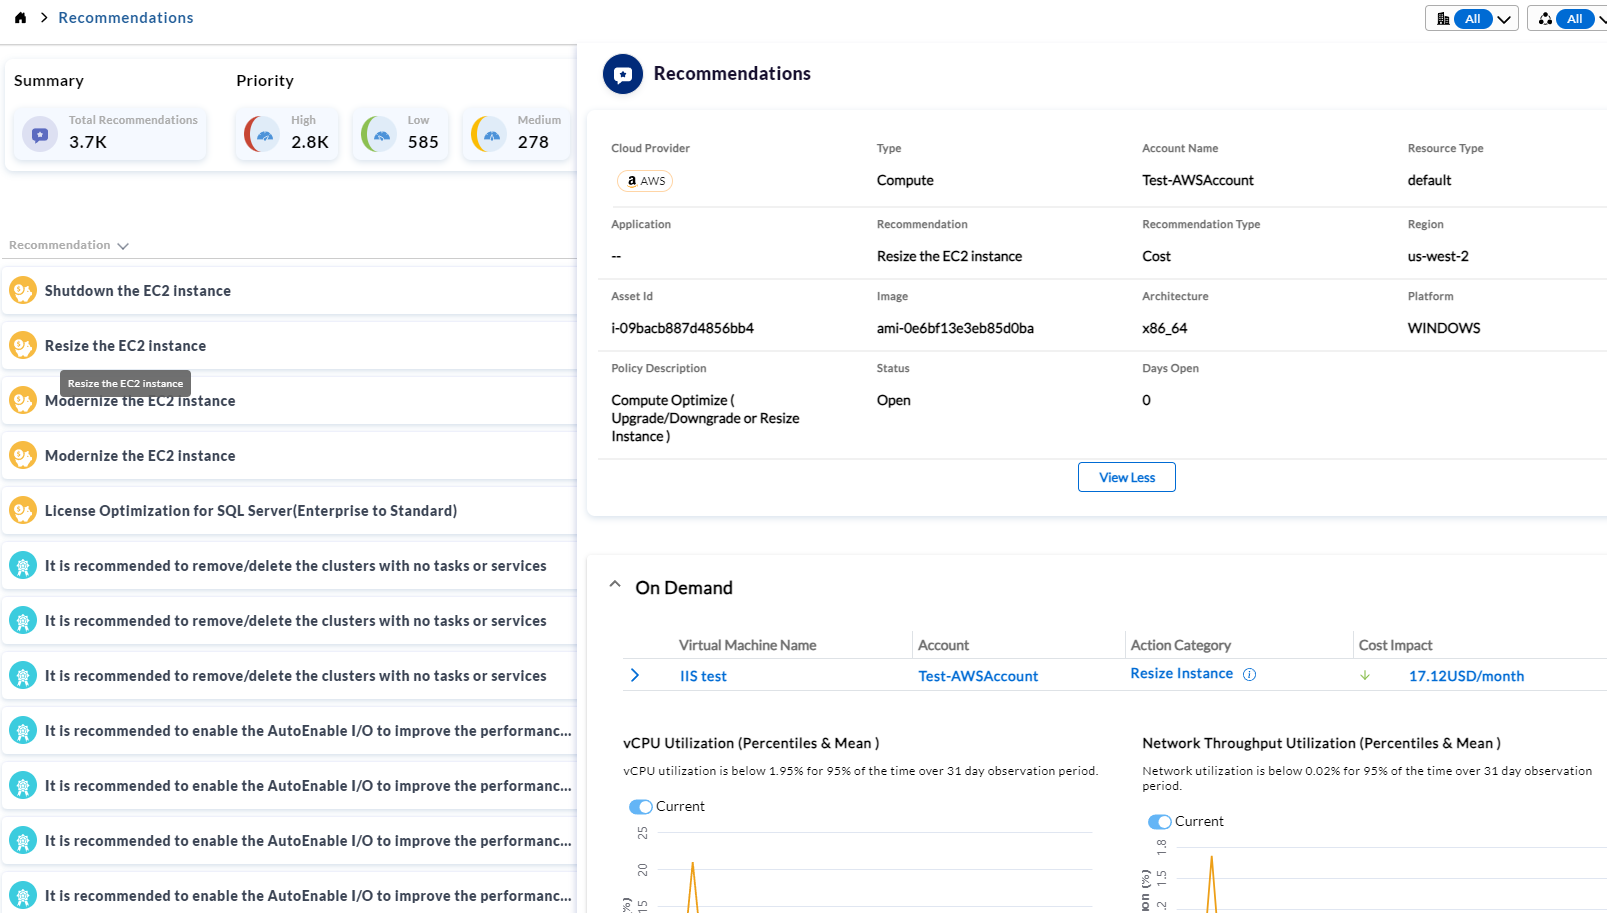 Recommendations
All
All
Summary
Priority
Total Recommendations
3.7K
High
2.8K
Low
585
Medium
278
Recommendation
Shutdown the EC2 instance
Resize the EC2 instance
Resize the EC2 instance
Modernize the EC2 instance
Modernize the EC2 instance
License Optimization for SQL Server(Enterprise to Standard)
It is recommended to remove/delete the clusters with no tasks or services
It is recommended to remove/delete the clusters with no tasks or services
It is recommended to remove/delete the clusters with no tasks or services
It is recommended to enable the AutoEnable I/O to improve the performanc...
It is recommended to enable the AutoEnable I/O to improve the performanc...
It is recommended to enable the AutoEnable I/O to improve the performanc...
It is recommended to enable the AutoEnable I/O to improve the performanc...
Recommendations
Cloud Provider
Type
Account Name
Resource Type
a AWS
Compute
Test-AWSAccount
default
Application
Recommendation
Recommendation Type
Region
--
Resize the EC2 instance
Cost
us-west-2
Asset Id
Image
Architecture
Platform
i-09bacb887d4856bb4
ami-0e6bf13e3eb85d0ba
x86_64
WINDOWS
Policy Description
Status
Days Open
Compute Optimize (
Upgrade/Downgrade or Resize
Instance )
Open
0
View Less
On Demand
Virtual Machine Name
Account
Action Category
Cost Impact
IIS test
Test-AWSAccount
Resize Instance
17.12USD/month
vCPU Utilization (Percentiles & Mean )
vCPU utilization is below 1.95% for 95% of the time over 31 day observation period.
Current
25
20
15
%)
Network Throughput Utilization (Percentiles & Mean )
Network utilization is below 0.02% for 95% of the time over 31 day observation
period.
Current
1.8
1.5
.2
ion (%)